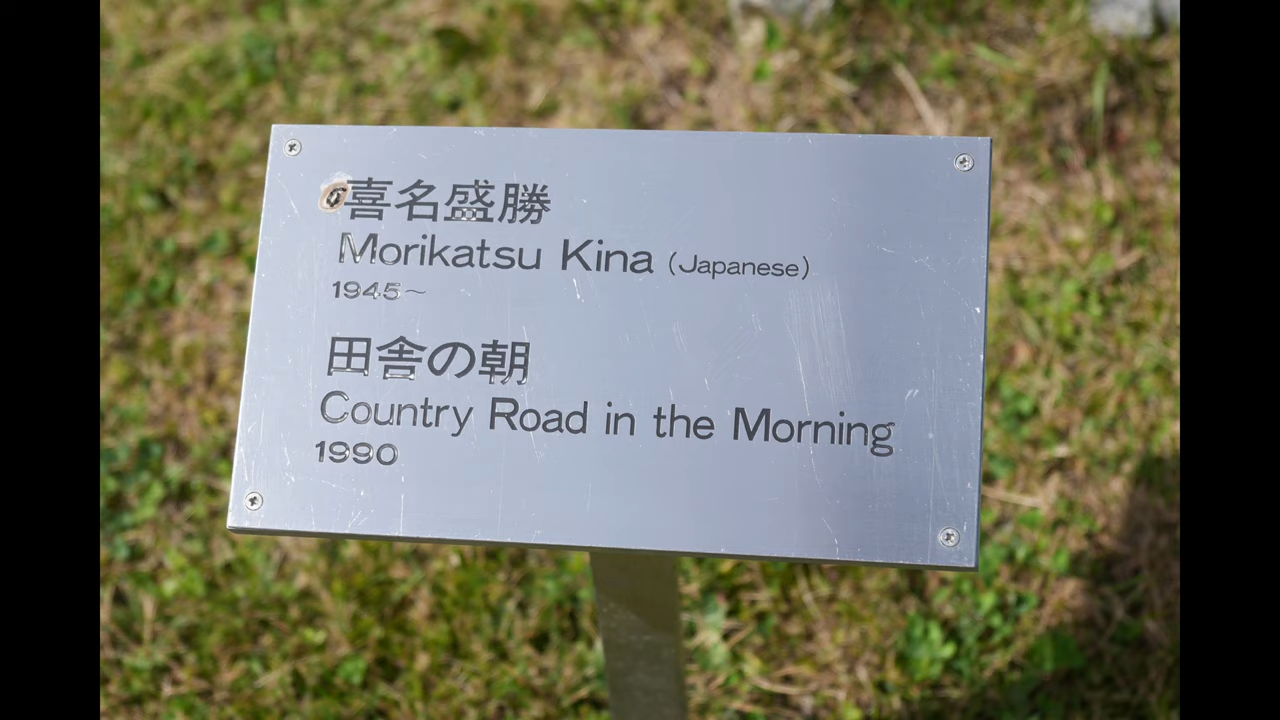 喜名盛勝
Morikatsu Kina (Japanese)
1945～
田舎の朝
Country Road in the Morning
1990